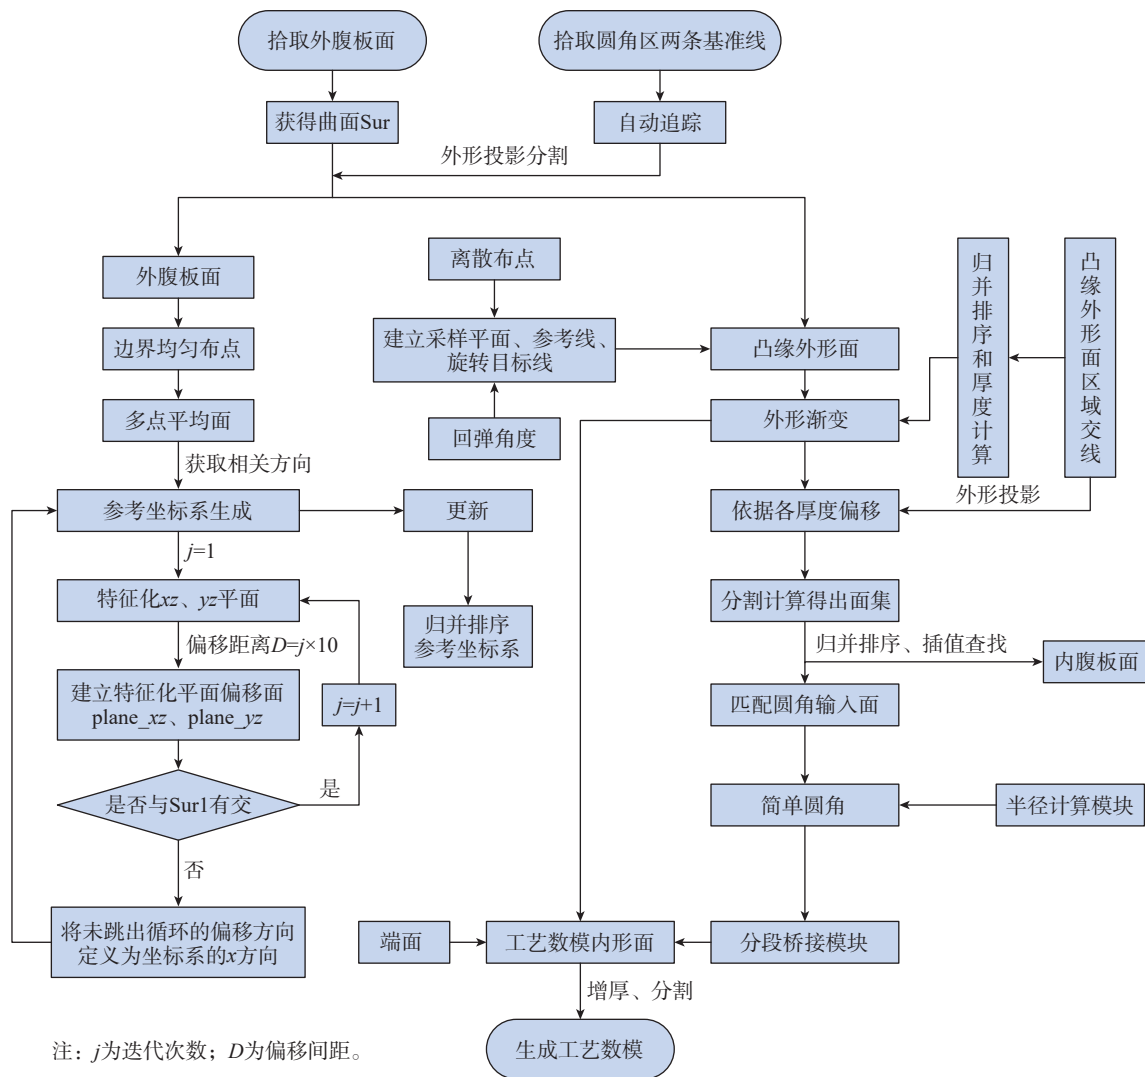 拾取外腹板面
拾取圆角区两条基准线
获得曲面Sur
自动追踪
外形投影分割
外腹板面
边界均匀布点
多点平均面
获取相关方向
参考坐标系生成
更新
归并排序
参考坐标系
j=1
特征化xz、yz平面
偏移距离D=j×10
建立特征化平面偏移面
plane_xz、plane_yz
j=j+1
是否与Sur1有交
是
否
将未跳出循环的偏移方向
定义为坐标系的x方向
离散布点
建立采样平面、参考线、
旋转目标线
回弹角度
凸缘外形面
外形渐变
归并排序和厚度计算
凸缘外形面区域交线
外形投影
依据各厚度偏移
分割计算得出面集
归并排序、插值查找
内腹板面
匹配圆角输入面
简单圆角
半径计算模块
端面
工艺数模内形面
分段桥接模块
增厚、分割
生成工艺数模
注：j为迭代次数；D为偏移间距。